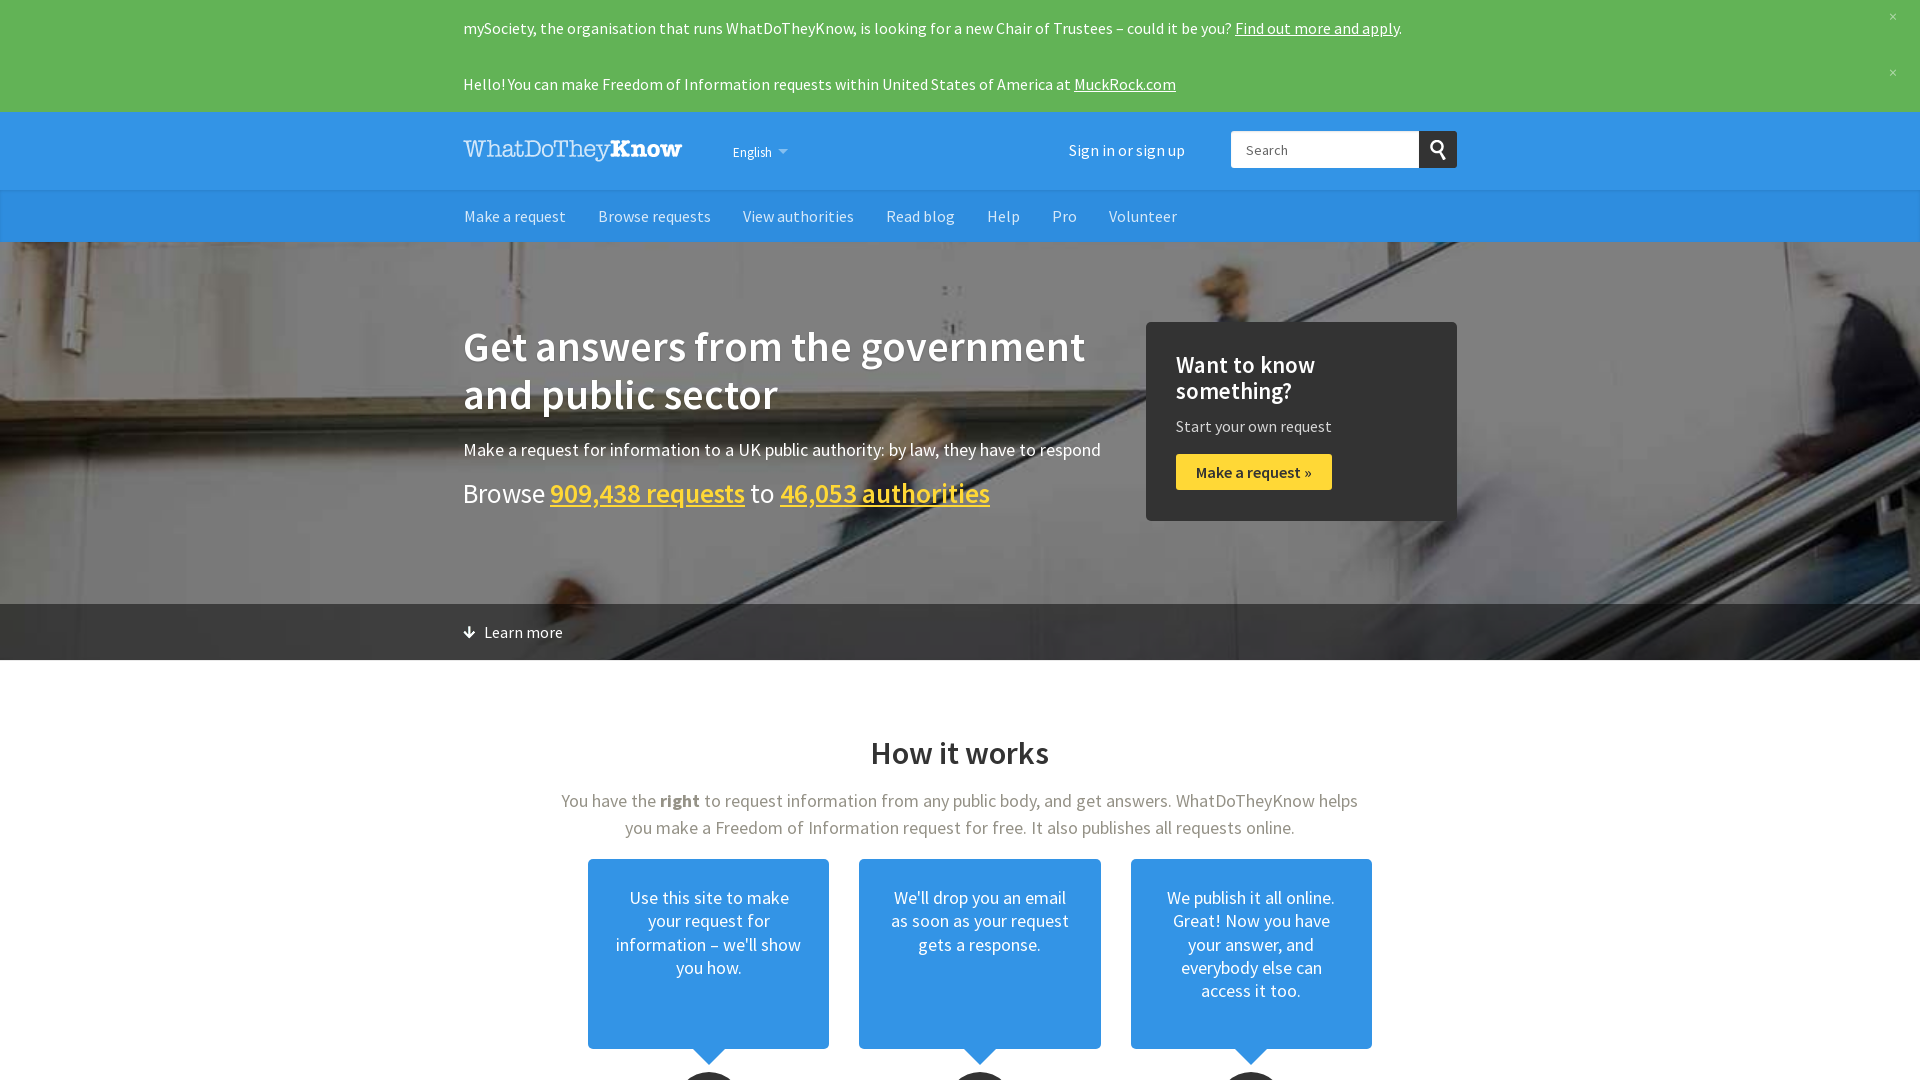 mySociety, the organisation that runs WhatDoTheyKnow, is looking for a new Chair of Trustees – could it be you? Find out more and apply.
×
Hello! You can make Freedom of Information requests within United States of America at MuckRock.com
×
WhatDoTheyKnow
English
Sign in or sign up
Search
Make a request
Browse requests
View authorities
Read blog
Help
Pro
Volunteer
Get answers from the government
and public sector
Make a request for information to a UK public authority: by law, they have to respond
Browse 909,438 requests to 46,053 authorities
Want to know
something?
Start your own request
Make a request »
Learn more
How it works
You have the right to request information from any public body, and get answers. WhatDoTheyKnow helps
you make a Freedom of Information request for free. It also publishes all requests online.
Use this site to make
your request for
information – we'll show
you how.
We'll drop you an email
as soon as your request
gets a response.
We publish it all online.
Great! Now you have
your answer, and
everybody else can
access it too.